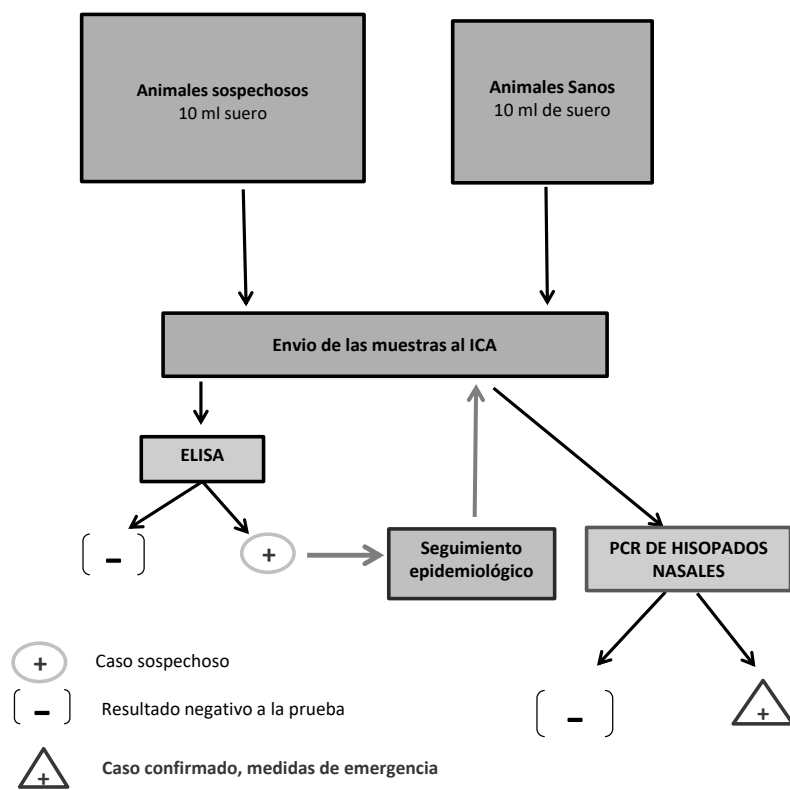 Animales sospechosos
10 ml suero
Animales Sanos
10 ml de suero
Envio de las muestras al ICA
ELISA
-
+
Seguimiento
epidemiológico
PCR DE HISOPADOS
NASALES
-
+
+ Caso sospechoso
- Resultado negativo a la prueba
+ Caso confirmado, medidas de emergencia